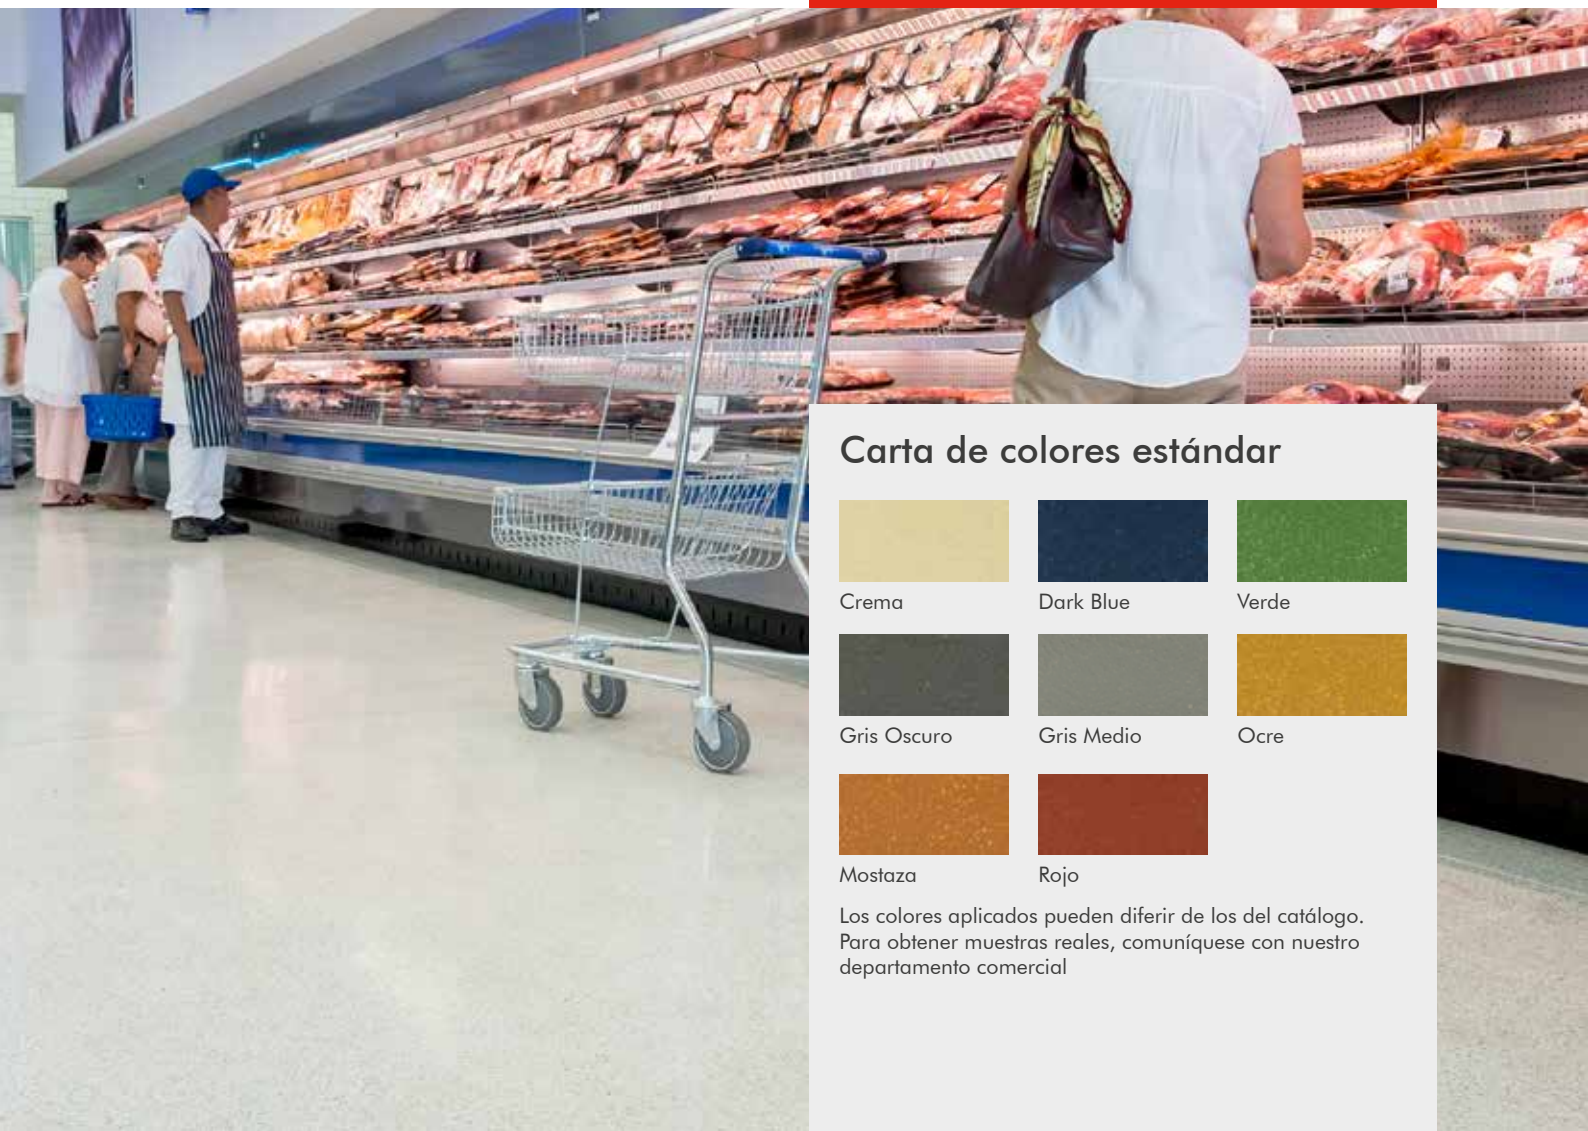 Carta de colores estándar
Crema
Dark Blue
Verde
Gris Oscuro
Gris Medio
Ocre
Mostaza
Rojo
Los colores aplicados pueden diferir de los del catálogo.
Para obtener muestras reales, comuníquese con nuestro
departamento comercial